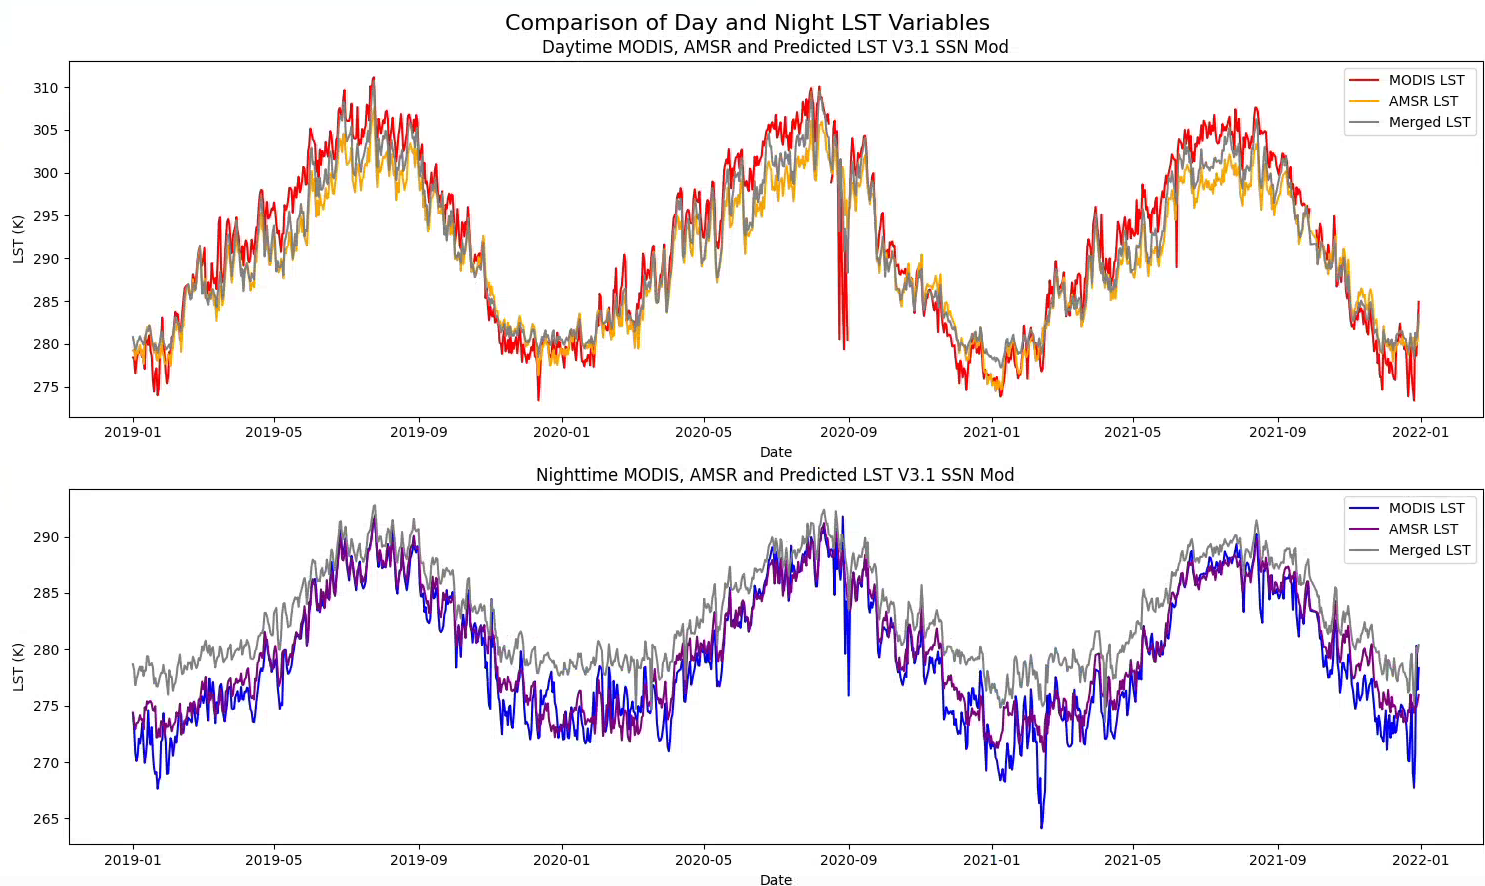 Comparison of Day and Night LST Variables
Daytime MODIS, AMSR and Predicted LST V3.1 SSN Mod
MODIS LST
AMSR LST
Merged LST
LST (K)
310
305
300
295
290
285
280
275
2019-01
2019-05
2019-09
2020-01
2020-05
2020-09
2021-01
2021-05
2021-09
2022-01
Date
Nighttime MODIS, AMSR and Predicted LST V3.1 SSN Mod
MODIS LST
AMSR LST
Merged LST
LST (K)
290
285
280
275
270
265
2019-01
2019-05
2019-09
2020-01
2020-05
2020-09
2021-01
2021-05
2021-09
2022-01
Date